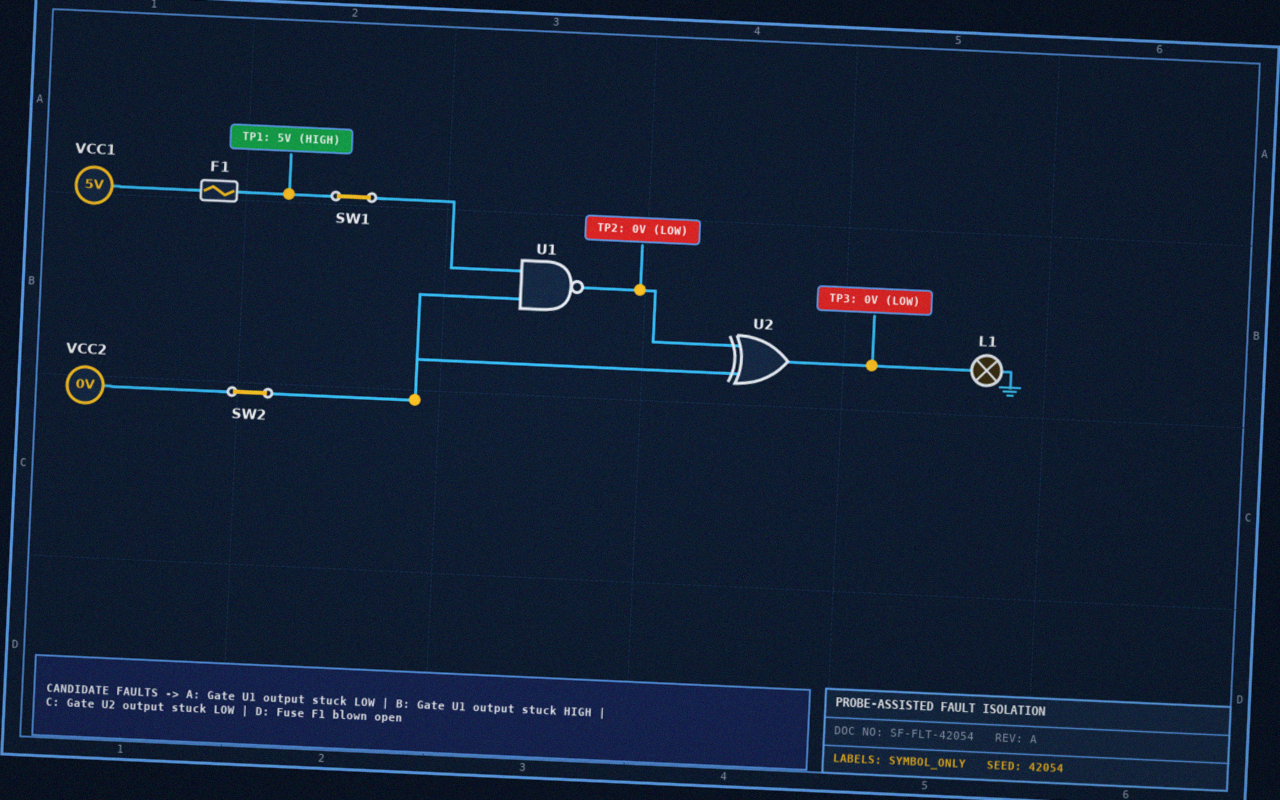 1 2 3 4 5 6
A
A
TP1: 5V (HIGH)
VCC1
F1
5V
SW1
TP2: 0V (LOW)
U1
B
TP3: 0V (LOW)
U2
L1
B
VCC2
0V
SW2
C
C
D
D
CANDIDATE FAULTS -> A: Gate U1 output stuck LOW | B: Gate U1 output stuck HIGH |
C: Gate U2 output stuck LOW | D: Fuse F1 blown open
PROBE-ASSISTED FAULT ISOLATION
DOC NO: SF-FLT-42054 REV: A
LABELS: SYMBOL_ONLY SEED: 42054
1 2 3 4 5 6